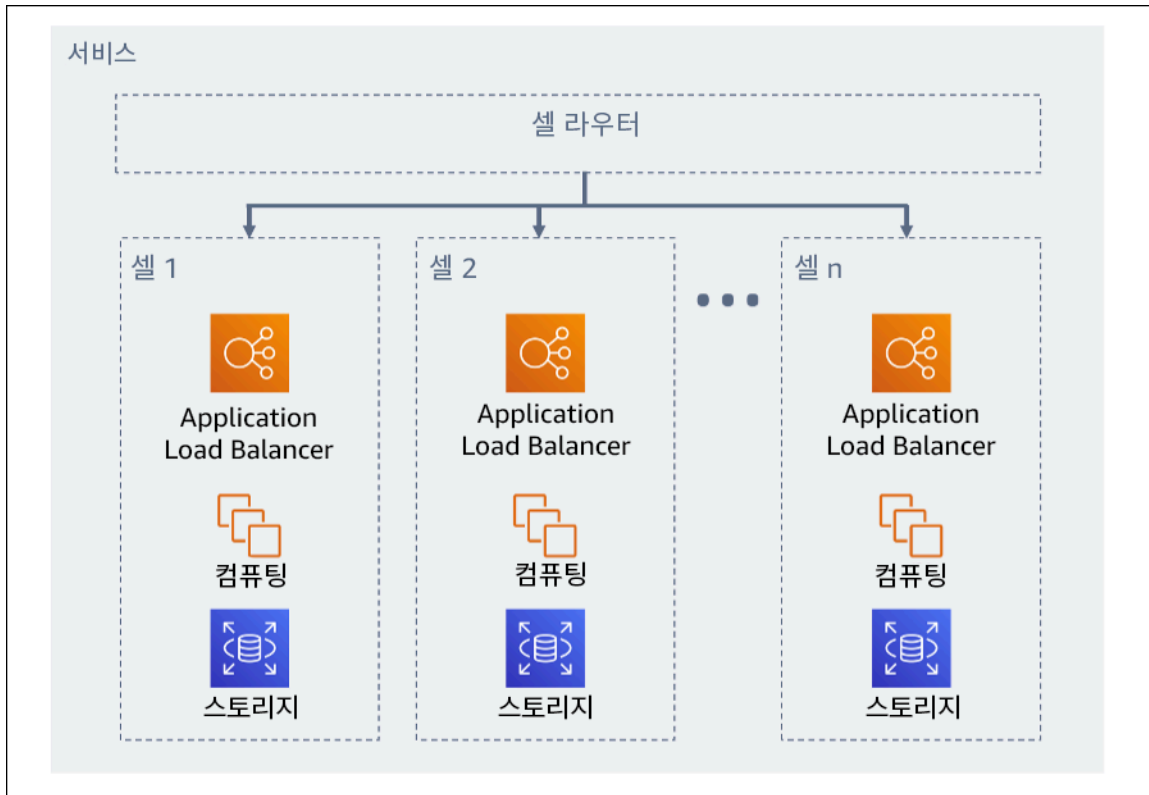 서비스
셀 라우터
셀 1
셀 2
셀 n
Application
Load Balancer
Application
Load Balancer
Application
Load Balancer
컴퓨팅
컴퓨팅
컴퓨팅
스토리지
스토리지
스토리지